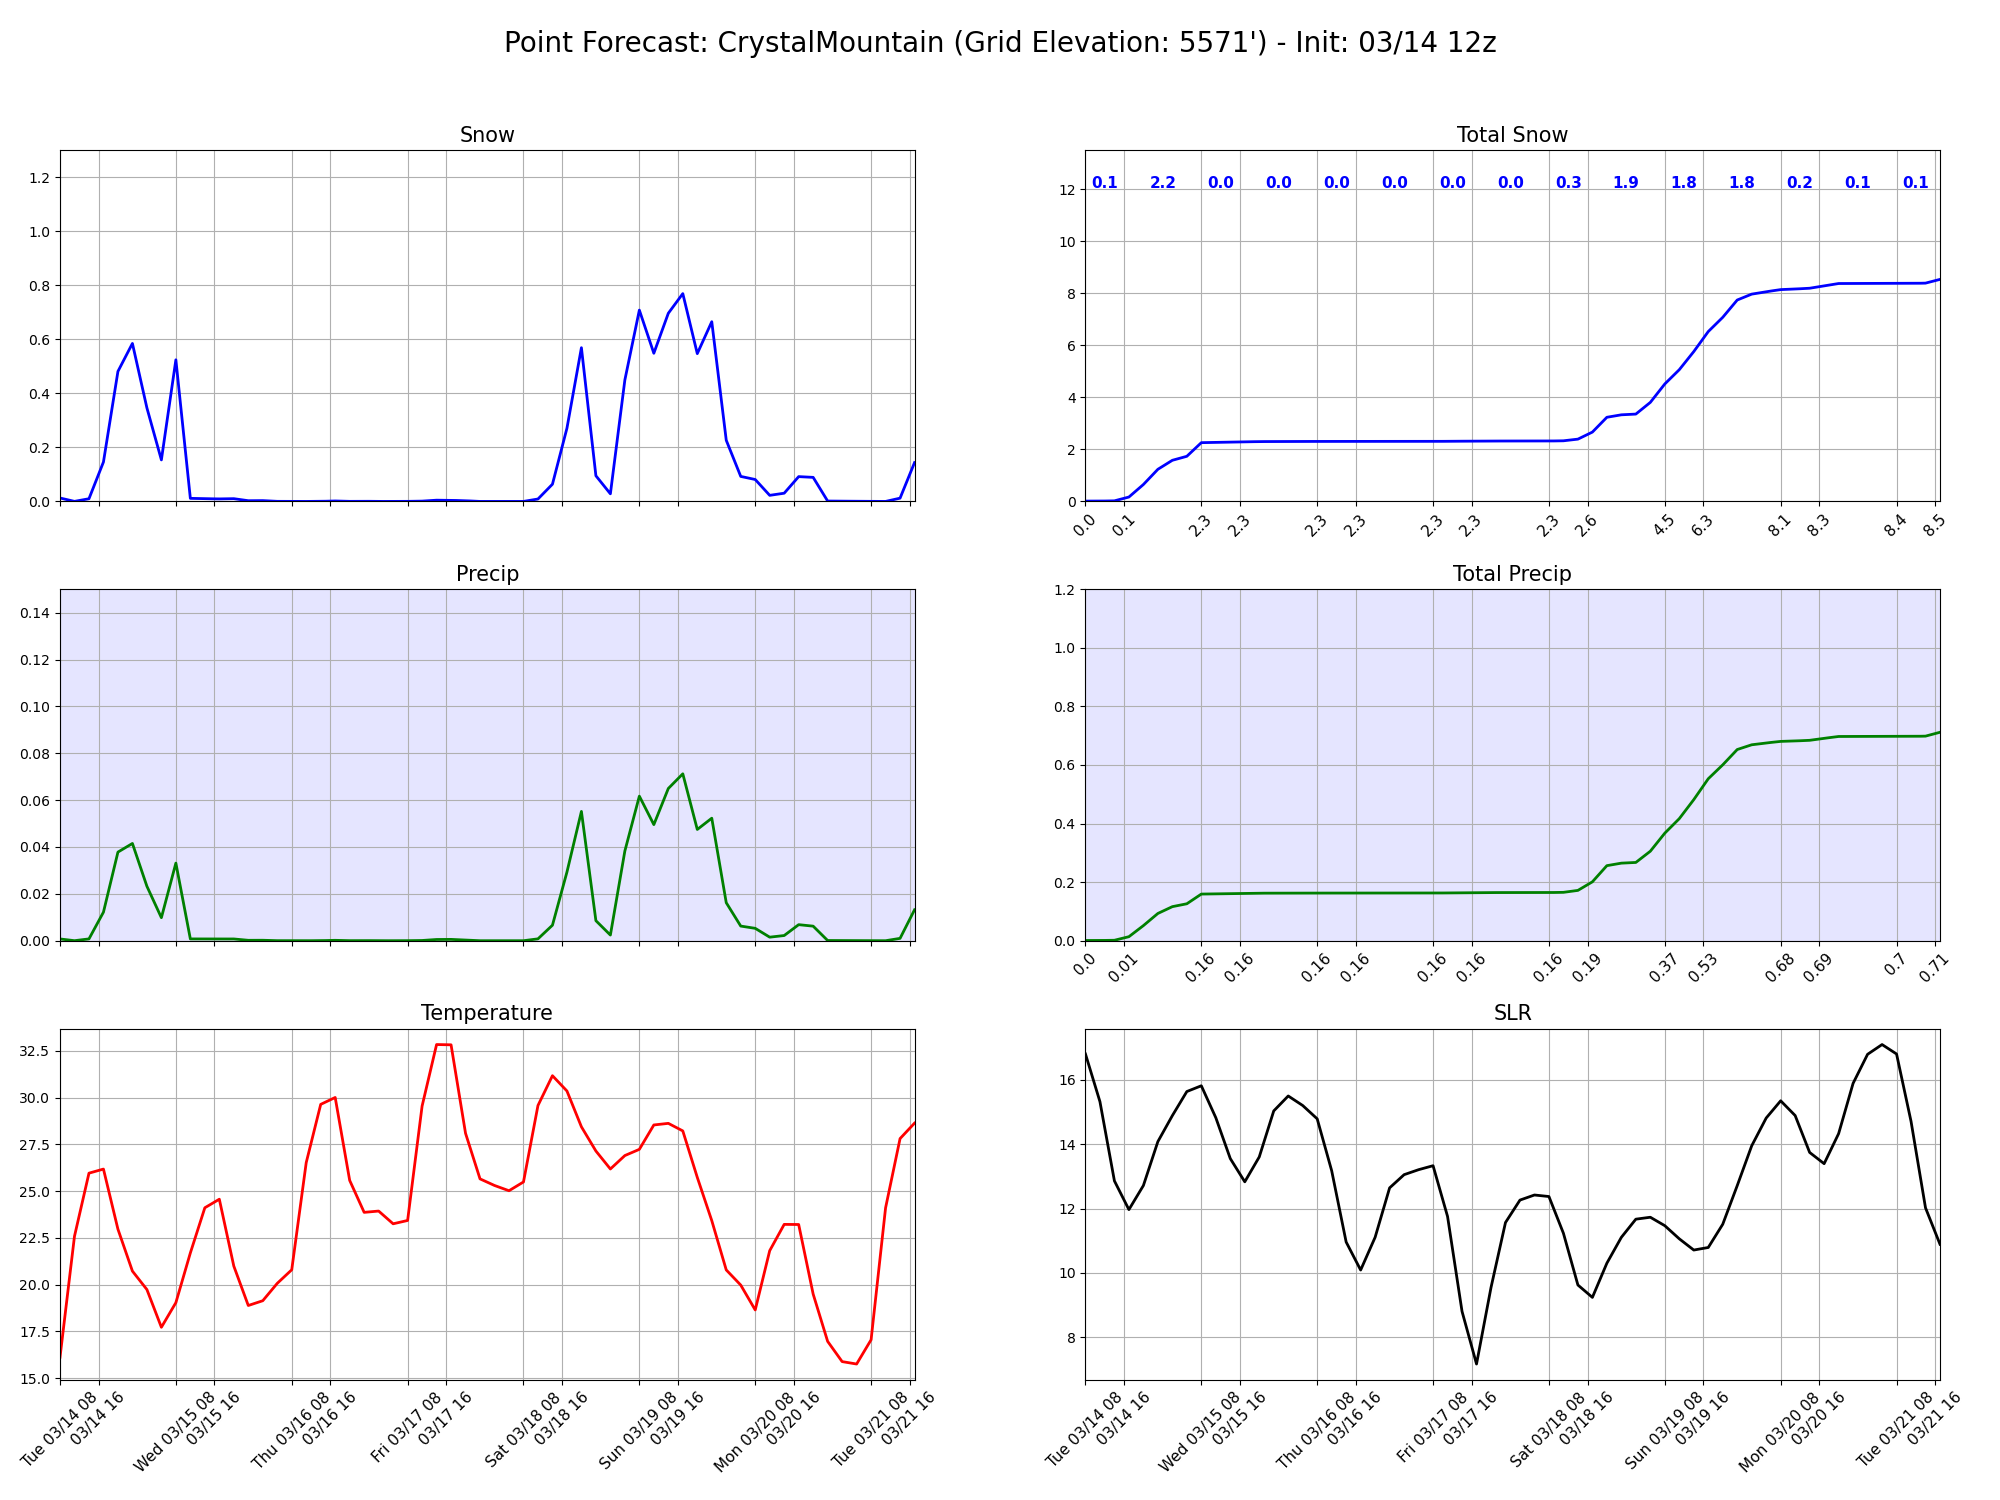 Point Forecast: CrystalMountain (Grid Elevation: 5571') - Init: 03/14 12z
Snow
1.2
1.0
0.8
0.6
0.4
0.2
0.0
Total Snow
0.1 2.2 0.0 0.0 0.0 0.0 0.0 0.0 0.3 1.9 1.8 1.8 0.2 0.1 0.1
12
10
8
6
4
2
0
0.0 0.1 2.3 2.3 2.3 2.3 2.3 2.3 2.3 2.6 4.5 6.3 8.1 8.3 8.4 8.5
Precip
0.14
0.12
0.10
0.08
0.06
0.04
0.02
0.00
Total Precip
1.2
1.0
0.8
0.6
0.4
0.2
0.0
0.0 0.01 0.16 0.16 0.16 0.16 0.16 0.16 0.16 0.19 0.37 0.53 0.68 0.69 0.7 0.71
Temperature
32.5
30.0
27.5
25.0
22.5
20.0
17.5
15.0
Tue 03/14 08
03/14 16
Wed 03/15 08
03/15 16
Thu 03/16 08
03/16 16
Fri 03/17 08
03/17 16
Sat 03/18 08
03/18 16
Sun 03/19 08
03/19 16
Mon 03/20 08
03/20 16
Tue 03/21 08
03/21 16
SLR
16
14
12
10
8
Tue 03/14 08
03/14 16
Wed 03/15 08
03/15 16
Thu 03/16 08
03/16 16
Fri 03/17 08
03/17 16
Sat 03/18 08
03/18 16
Sun 03/19 08
03/19 16
Mon 03/20 08
03/20 16
Tue 03/21 08
03/21 16